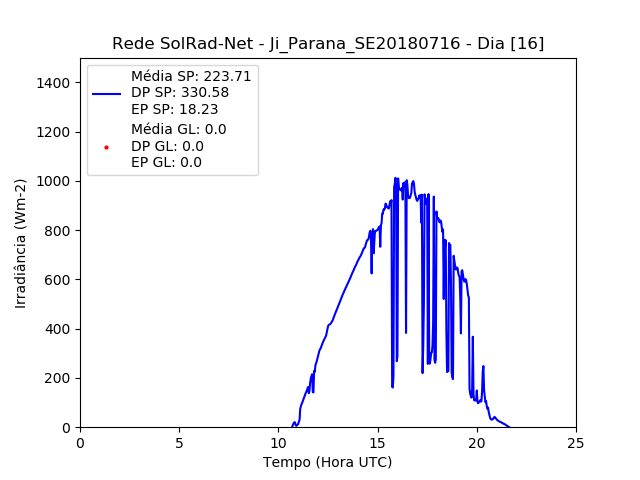 Rede SolRad-Net - Ji_Parana_SE20180716 - Dia [16]
Média SP: 223.71
DP SP: 330.58
EP SP: 18.23
Média GL: 0.0
DP GL: 0.0
EP GL: 0.0
1400
1200
1000
800
600
400
200
0
Irradiância (Wm-2)
0 5 10 15 20 25
Tempo (Hora UTC)